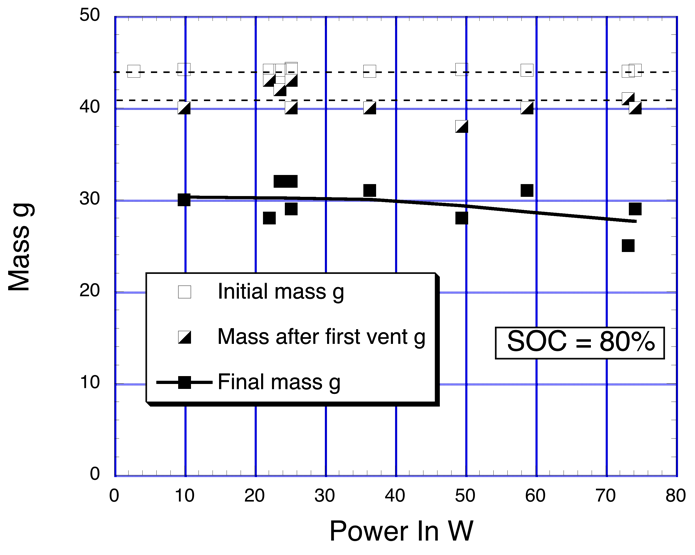 50
40
30
20
10
0
Mass g
Initial mass g
Mass after first vent g
Final mass g
SOC = 80%
0 10 20 30 40 50 60 70 80
Power In W